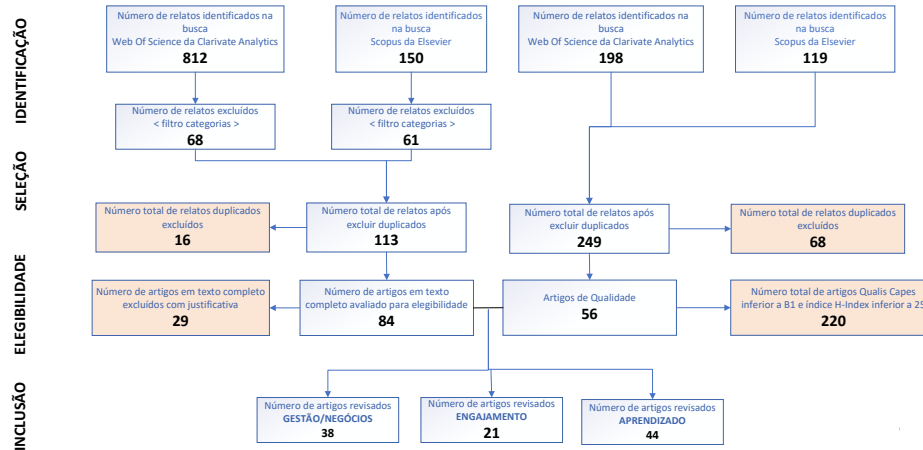 IDENTIFICAÇÃO
Número de relatos identificados na
busca
Web Of Science da Clarivate Analytics
812
Número de relatos identificados
na busca
Scopus da Elsevier
150
Número de relatos identificados na
busca
Web Of Science da Clarivate Analytics
198
Número de relatos identificados
na busca
Scopus da Elsevier
119
Número de relatos excluídos
< filtro categorias >
68
Número de relatos excluídos
< filtro categorias >
61
SELEÇÃO
Número total de relatos duplicados
excluídos
16
Número total de relatos após
excluir duplicados
113
Número total de relatos após
excluir duplicados
249
Número total de relatos duplicados
excluídos
68
ELEGIBILIDADE
Número de artigos em texto completo
excluídos com justificativa
29
Número de artigos em texto
completo avaliado para elegibilidade
84
Artigos de Qualidade
56
Número total de artigos Qualis Capes
inferior a B1 e índice H-Index inferior a 25
220
INCLUSÃO
Número de artigos revisados
GESTÃO/NEGÓCIOS
38
Número de artigos revisados
ENGAJAMENTO
21
Número de artigos revisados
APRENDIZADO
44